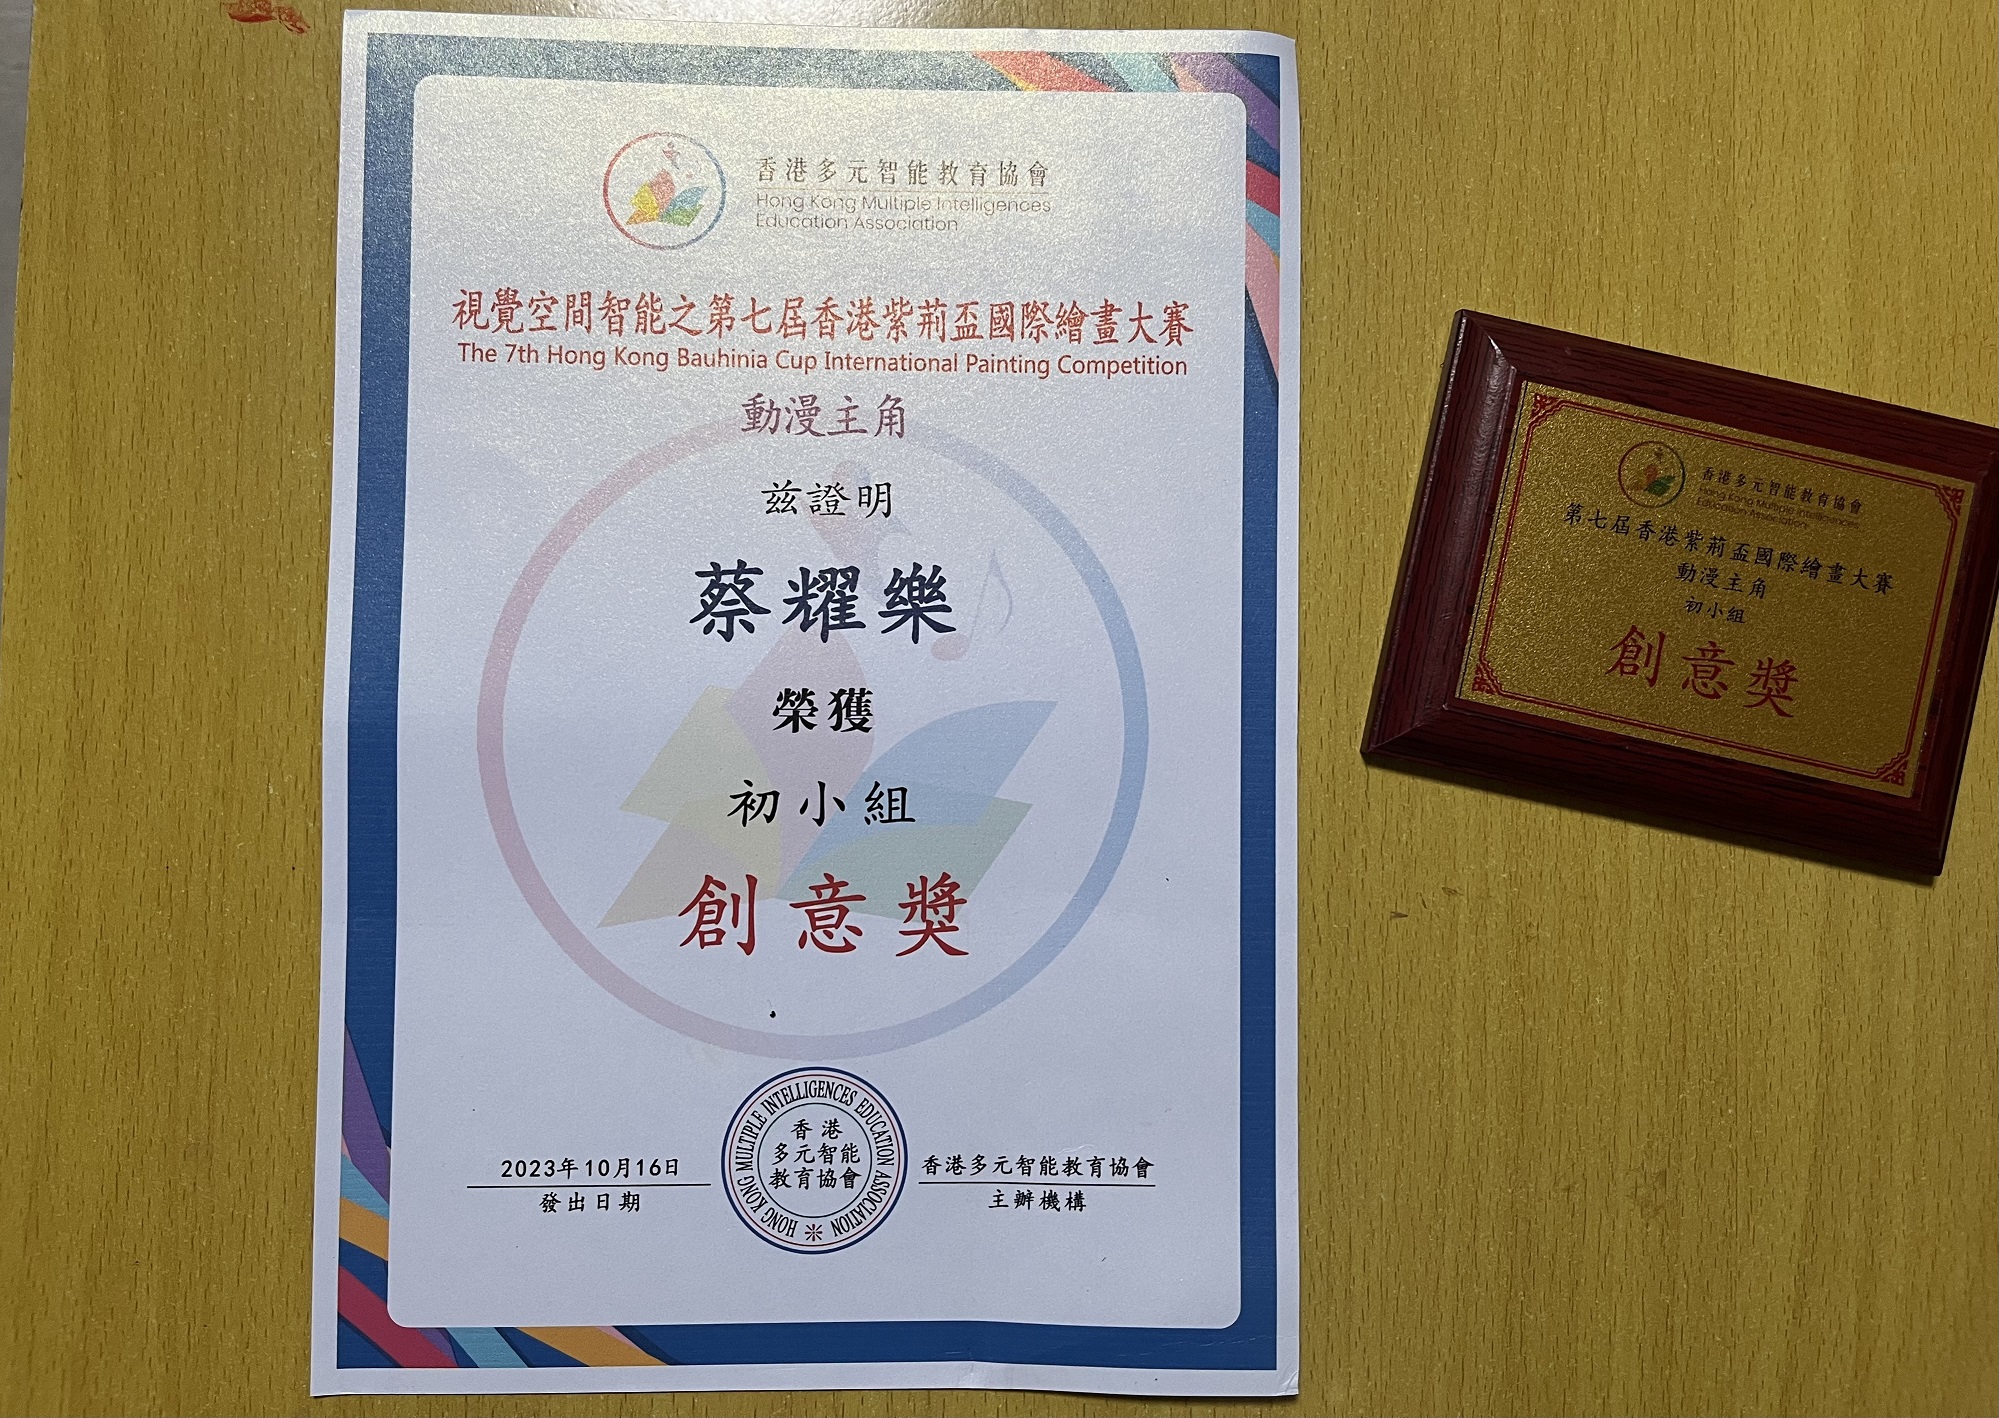 香港多元智能教育協會
Hong Kong Multiple Intelligences
Education Association
視覺空間智能之第七屆香港紫荊盃國際繪畫大賽
The 7th Hong Kong Bauhinia Cup International Painting Competition
動漫主角
茲證明
蔡耀樂
榮獲
初小組
創意獎
2023年10月16日
發出日期
HONG KONG MULTIPLE INTELLIGENCES EDUCATION ASSOCIATION
香港
多元智能
教育協會
香港多元智能教育協會
主辦機構
香港多元智能教育協會
Hong Kong Multiple Intelligences
Education Association
第七屆香港紫荊盃國際繪畫大賽
動漫主角
初小組
創意獎